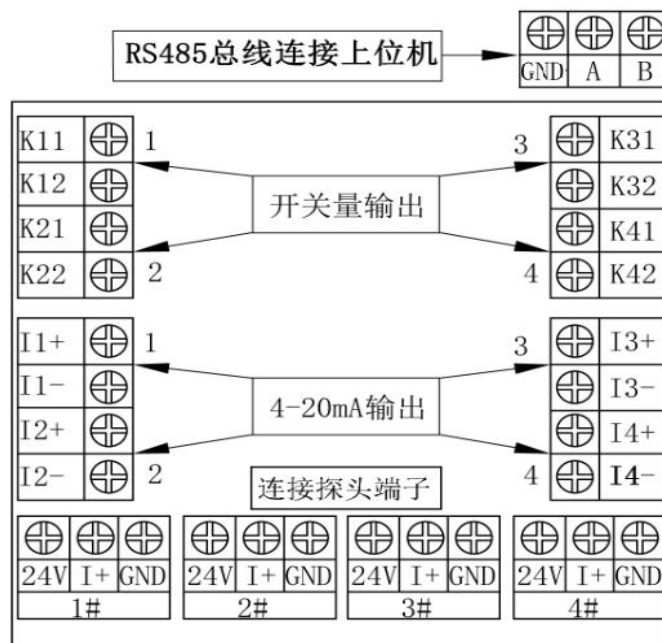 RS485总线连接上位机
GND A B
K11 1 3 K31
K12 K32
开关量输出
K21 K41
K22 2 4 K42
I1+ 1 3 I3+
I1- I3-
4-20mA输出
I2+ I4+
I2- 2 4 I4-
连接探头端子
24V I+ GND 24V I+ GND 24V I+ GND 24V I+ GND
1# 2# 3# 4#